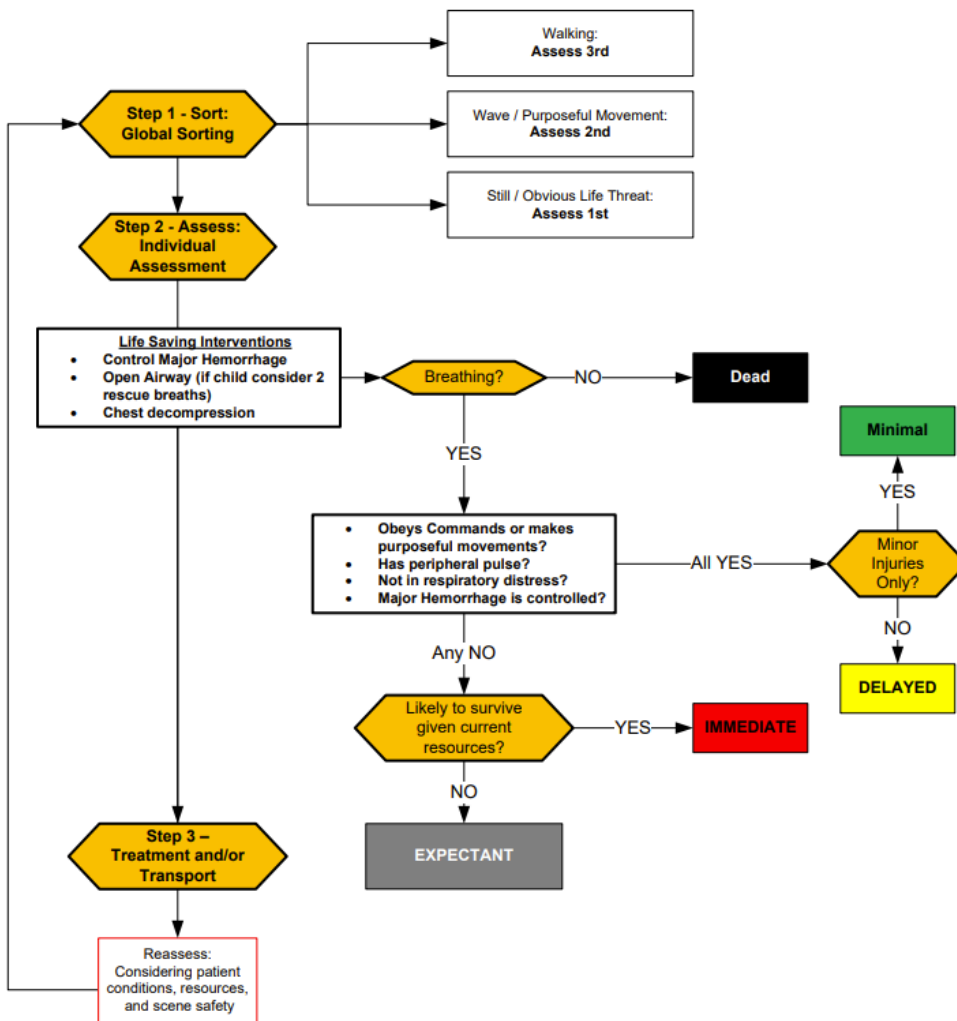 Walking:
Assess 3rd
Step 1 - Sort:
Global Sorting
Wave / Purposeful Movement:
Assess 2nd
Still / Obvious Life Threat:
Assess 1st
Step 2 - Assess:
Individual
Assessment
Life Saving Interventions
• Control Major Hemorrhage
• Open Airway (if child consider 2
rescue breaths)
• Chest decompression
Breathing?
NO
Dead
YES
Minimal
YES
• Obeys Commands or makes
purposeful movements?
• Has peripheral pulse?
• Not in respiratory distress?
• Major Hemorrhage is controlled?
All YES
Minor
Injuries
Only?
NO
DELAYED
Any NO
Likely to survive
given current
resources?
YES
IMMEDIATE
NO
EXPECTANT
Step 3 –
Treatment and/or
Transport
Reassess:
Considering patient
conditions, resources,
and scene safety